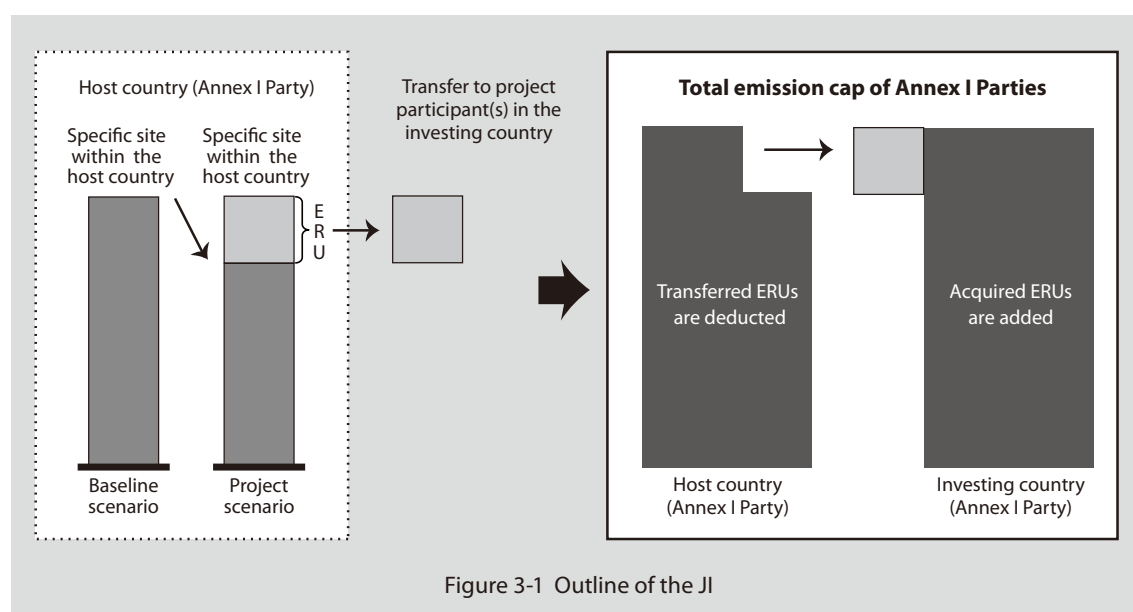 Host country (Annex I Party)
Specific site
within the
host country
Specific site
within the
host country
E
R
U
Baseline
scenario
Project
scenario
Transfer to project
participant(s) in the
investing country
Total emission cap of Annex I Parties
Transferred ERUs
are deducted
Acquired ERUs
are added
Host country
(Annex I Party)
Investing country
(Annex I Party)
Figure 3-1 Outline of the JI